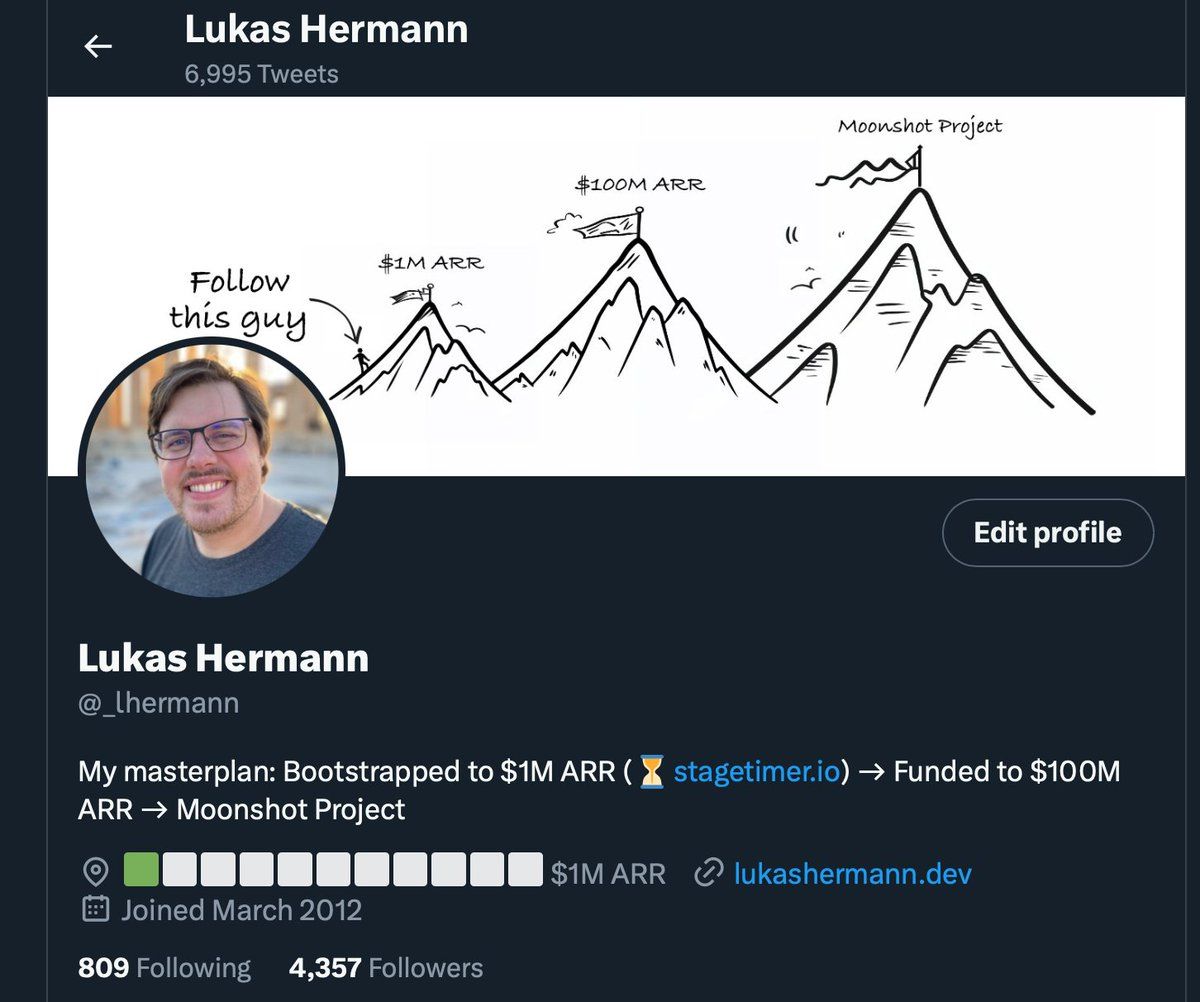 Lukas Hermann
6,995 Tweets
Moonshot Project
$100M ARR
$1M ARR
Follow
this guy
Edit profile
Lukas Hermann
@_lhermann
My masterplan: Bootstrapped to $1M ARR (⏳ stagetimer.io) → Funded to $100M
ARR → Moonshot Project
🟩⬜⬜⬜⬜⬜⬜⬜⬜⬜⬜ $1M ARR lukashermann.dev
Joined March 2012
809 Following 4,357 Followers